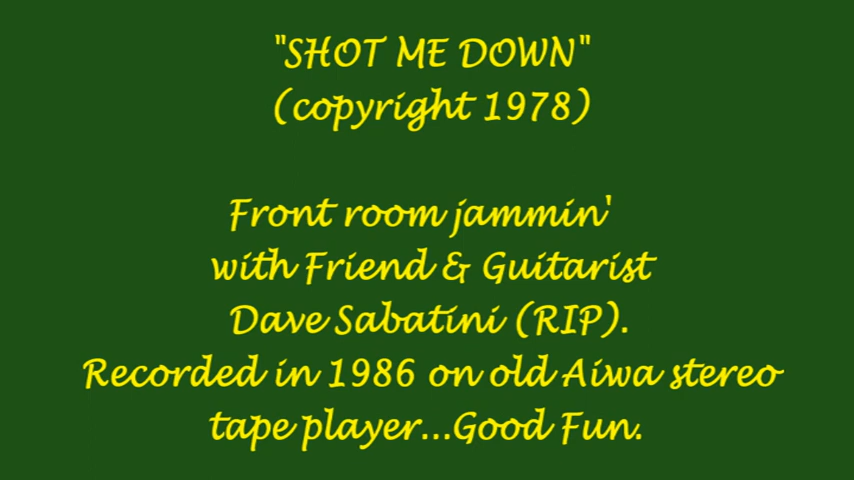 "SHOT ME DOWN"
(copyright 1978)
Front room jammin'
with Friend & Guitarist
Dave Sabatini (RIP).
Recorded in 1986 on old Aiwa stereo
tape player...Good Fun.